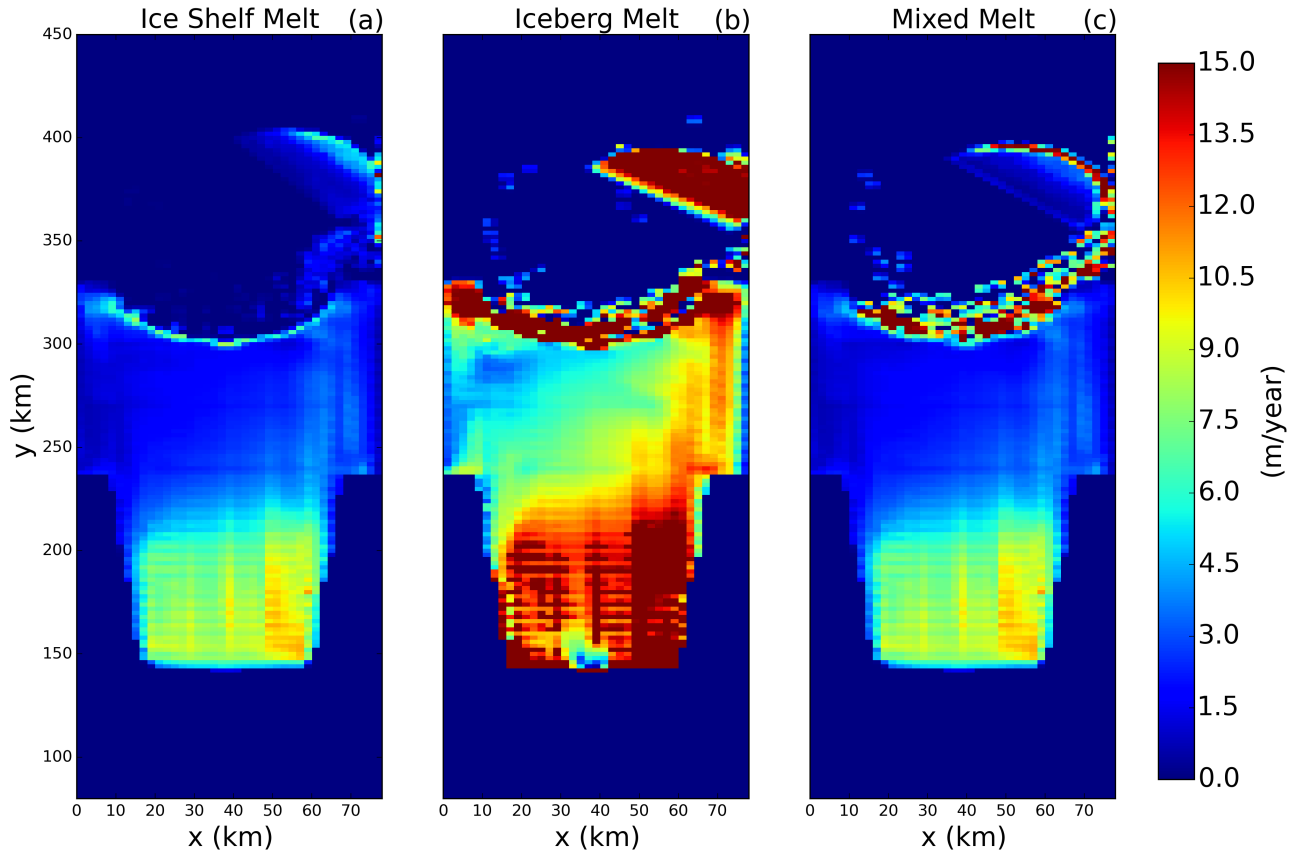 Ice Shelf Melt (a)
Iceberg Melt (b)
Mixed Melt (c)
450
400
350
300
250
200
150
100
y (km)
0 10 20 30 40 50 60 70
x (km)
0 10 20 30 40 50 60 70
x (km)
0 10 20 30 40 50 60 70
x (km)
15.0
13.5
12.0
10.5
9.0
7.5
6.0
4.5
3.0
1.5
0.0
(m/year)